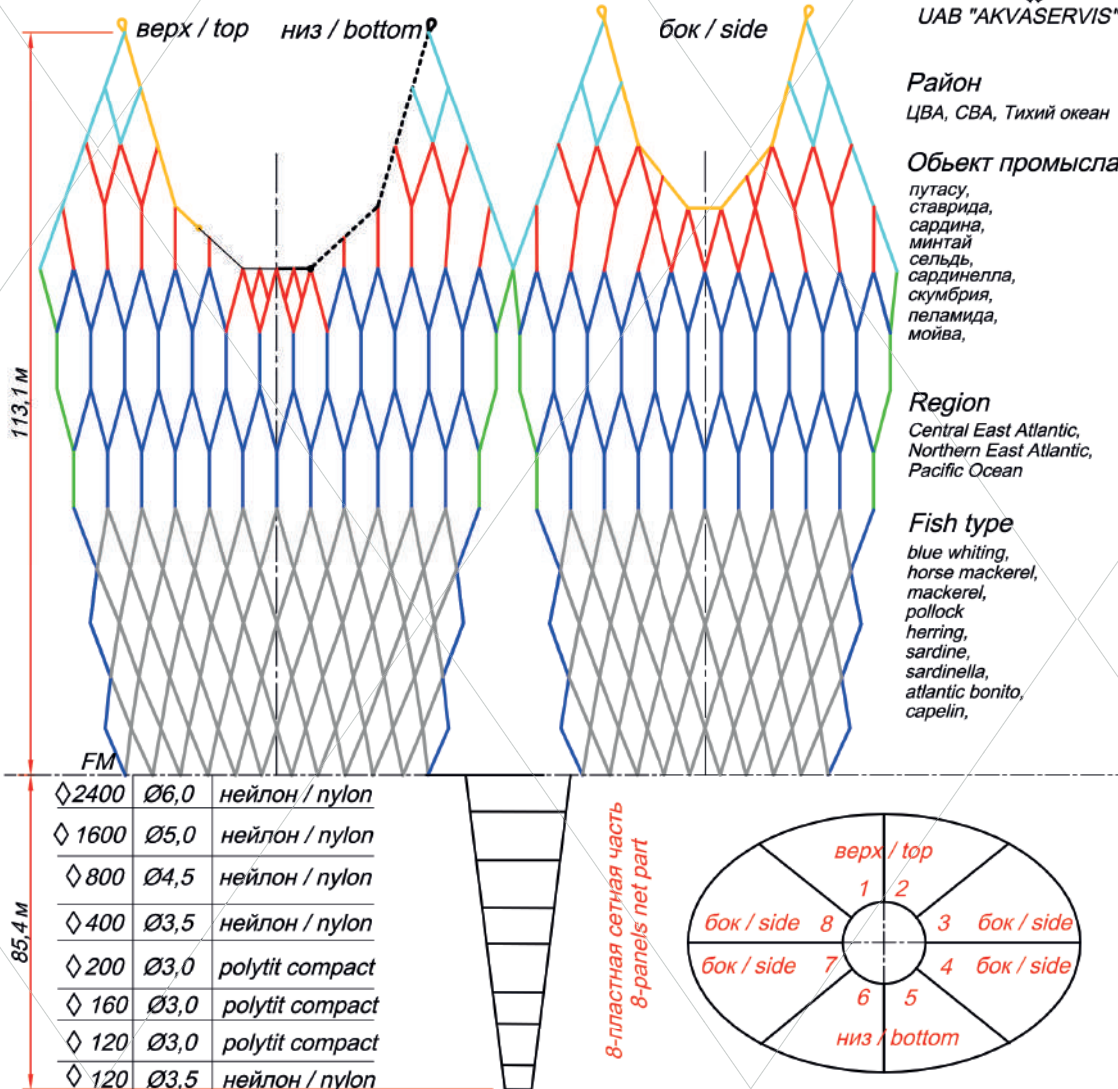 верх / top
низ / bottom
бок / side
UAB "AKVASERVIS"
Район
ЦВА, СВА, Тихий океан
Обьект промысла
путасу,
ставрида,
сардина,
минтай
сельдь,
сардинелла,
скумбрия,
пеламида,
мойва,
113,1 м
Region
Central East Atlantic,
Northern East Atlantic,
Pacific Ocean
Fish type
blue whiting,
horse mackerel,
mackerel,
pollock
herring,
sardine,
sardinella,
atlantic bonito,
capelin,
FM
◇2400 Ø6,0 нейлон / nylon
◇1600 Ø5,0 нейлон / nylon
◇800 Ø4,5 нейлон / nylon
◇400 Ø3,5 нейлон / nylon
◇200 Ø3,0 polytit compact
◇160 Ø3,0 polytit compact
◇120 Ø3,0 polytit compact
◇120 Ø3,5 нейлон / nylon
85,4 м
8-пластная сетная часть
8-panels net part
верх / top
1 2
бок / side 8 3 бок / side
бок / side 7 4 бок / side
6 5
низ / bottom